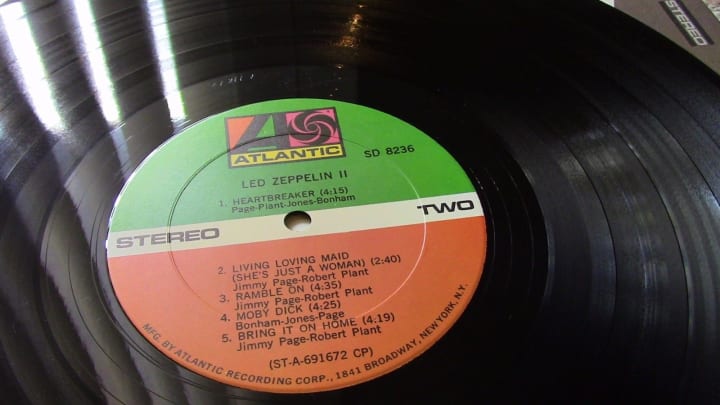 STEREO
ATLANTIC
SD 8236
LED ZEPPELIN II
1. HEARTBREAKER (4:15)
Page-Plant-Jones-Bonham
STEREO
TWO
2. LIVING LOVING MAID
(SHE'S JUST A WOMAN) (2:40)
Jimmy Page-Robert Plant
3. RAMBLE ON (4:35)
Jimmy Page-Robert Plant
4. MOBY DICK (4:25)
Bonham-Jones-Page
5. BRING IT ON HOME (4:19)
Jimmy Page-Robert Plant
(ST-A-691672 CP)
MFG. BY ATLANTIC RECORDING CORP., 1841 BROADWAY, NEW YORK, N.Y.